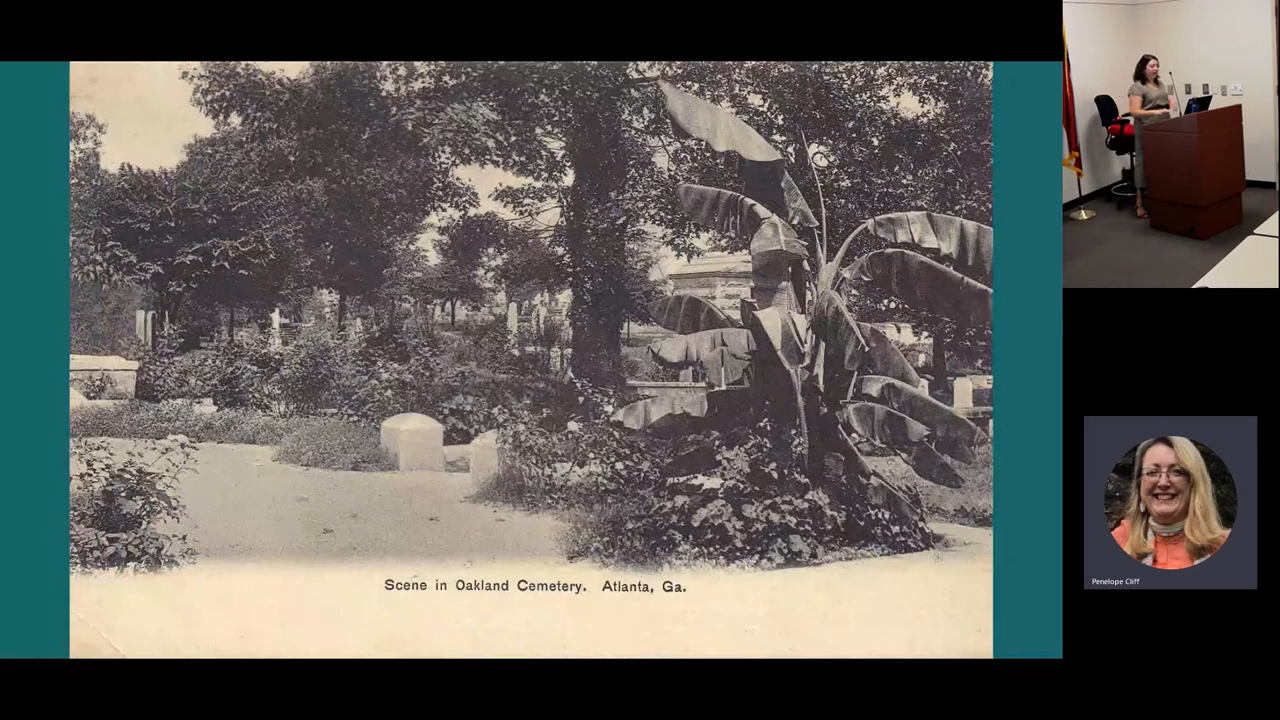 Scene in Oakland Cemetery. Atlanta, Ga.
Penelope Cliff